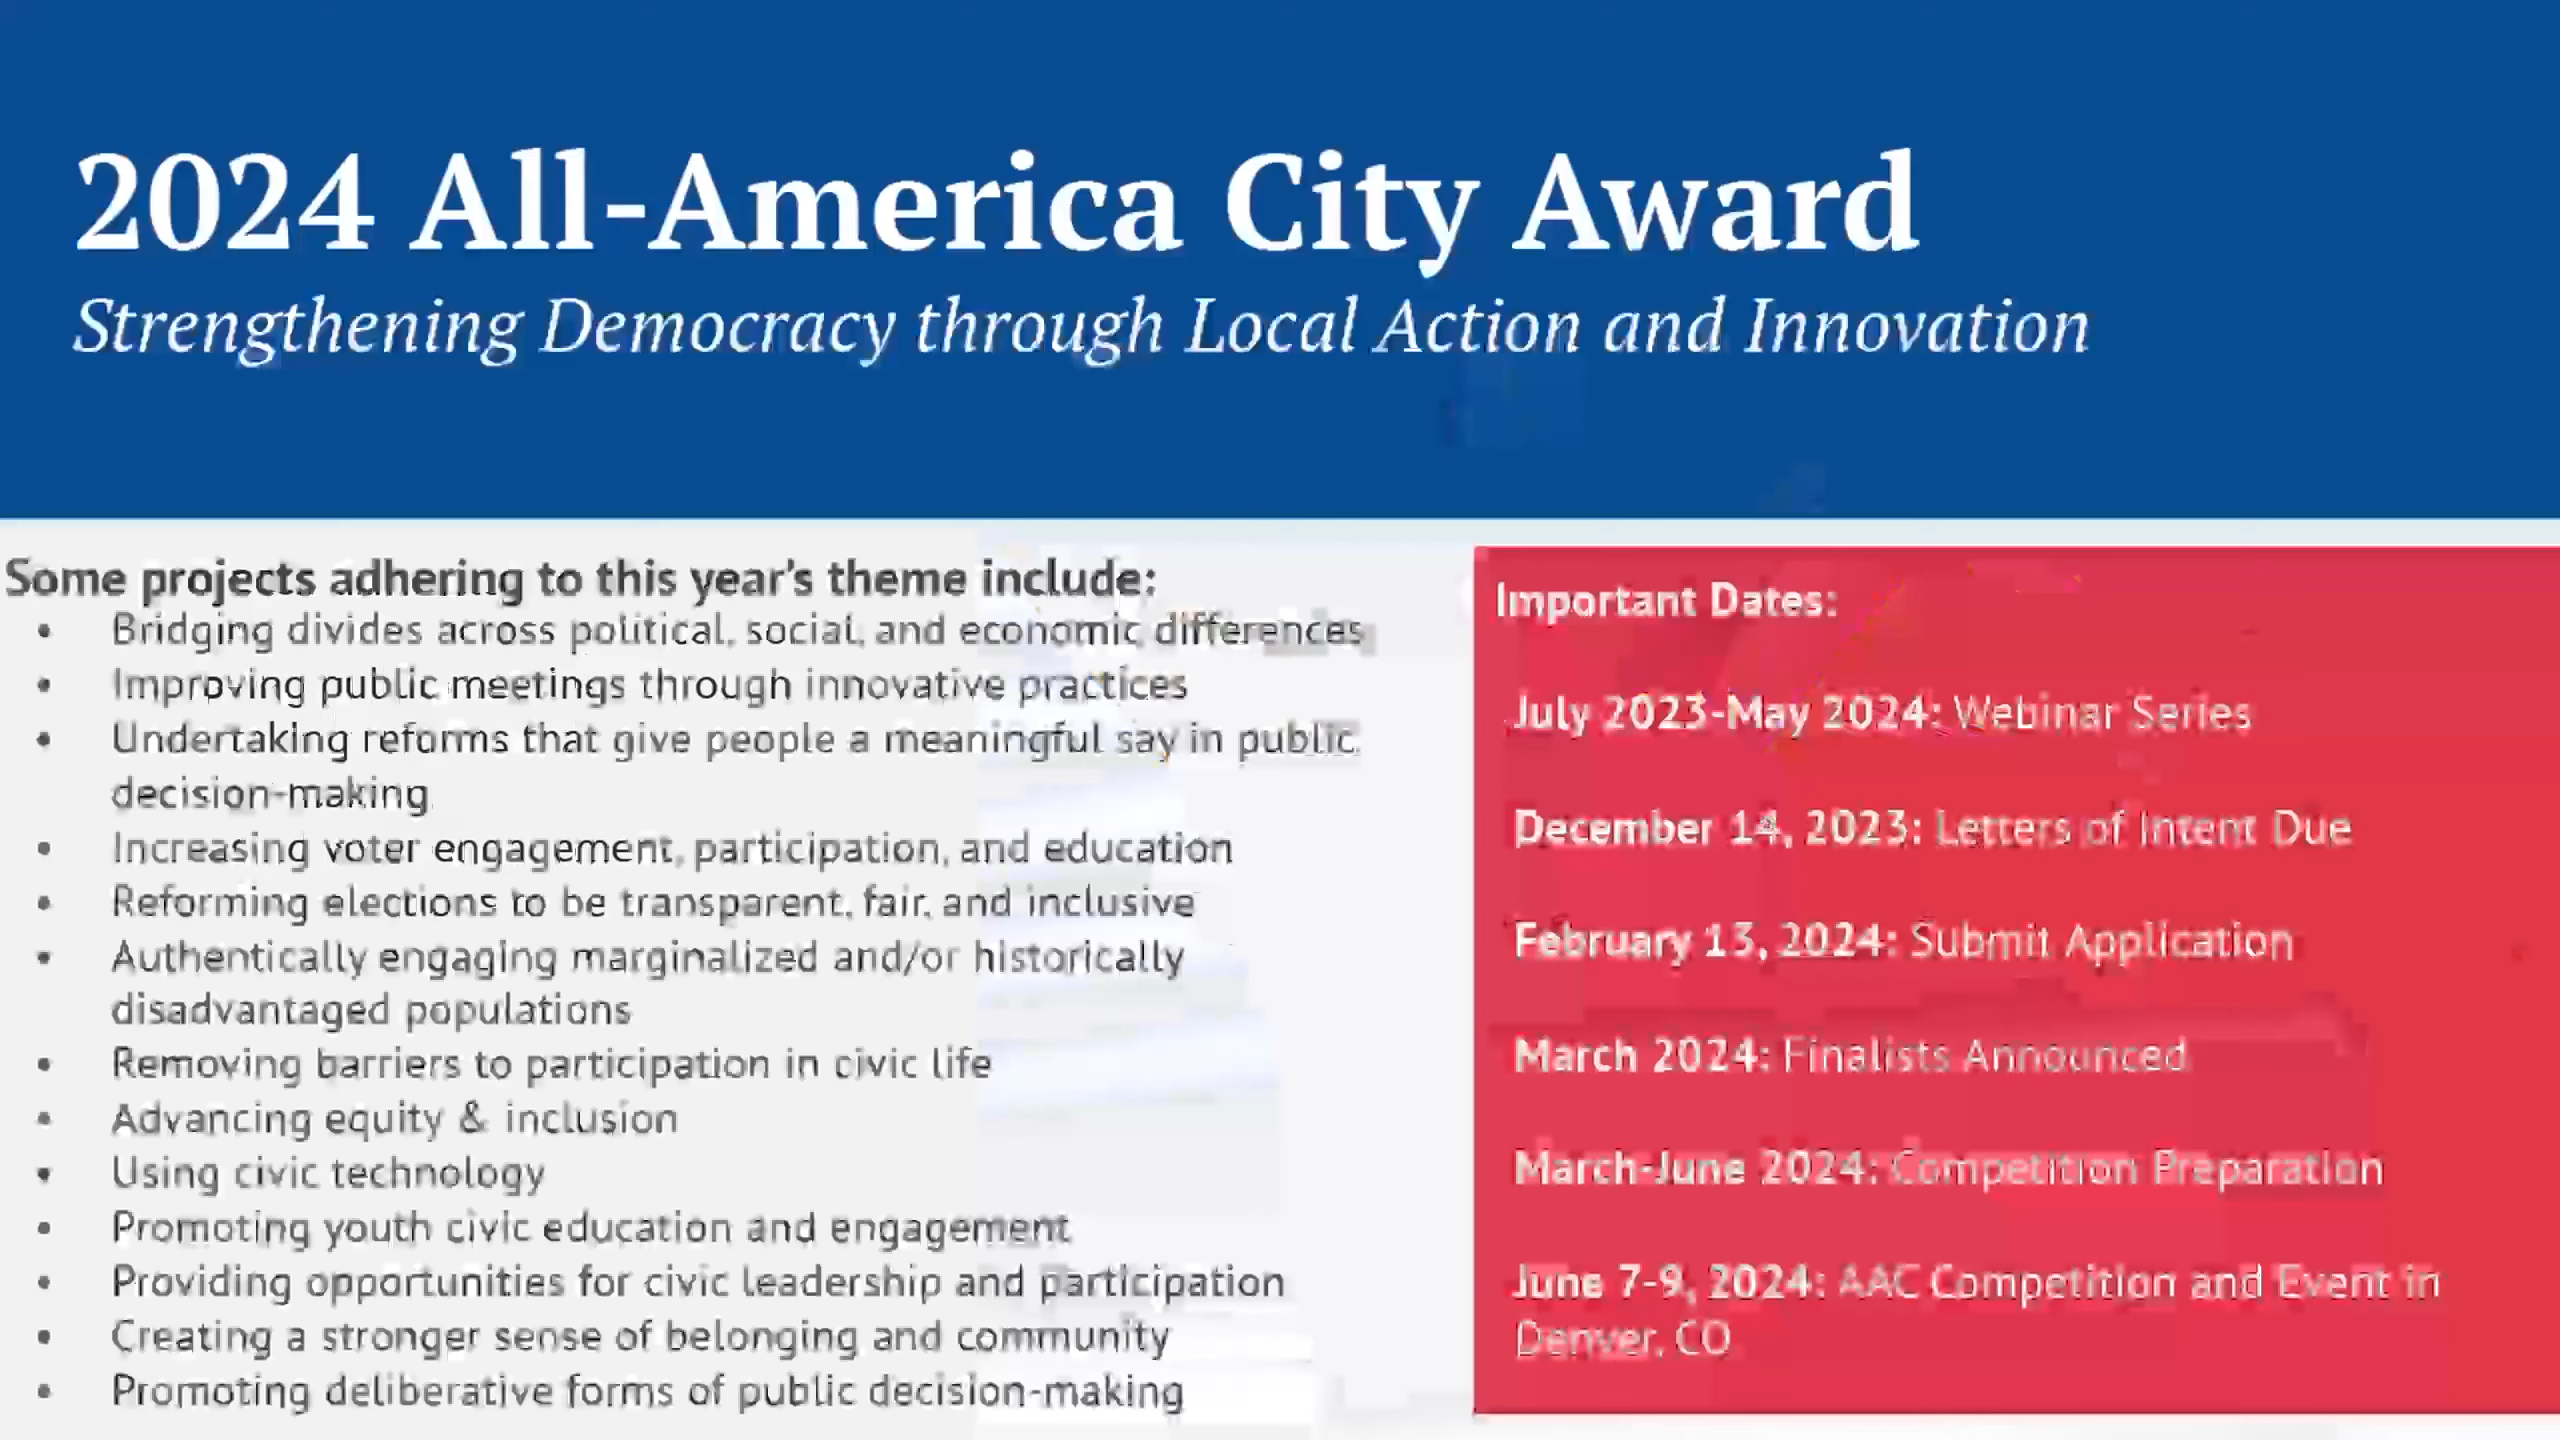 2024 All-America City Award
Strengthening Democracy through Local Action and Innovation
Some projects adhering to this year's theme include:
• Bridging divides across political, social, and economic differences
• Improving public meetings through innovative practices
• Undertaking reforms that give people a meaningful say in public
decision-making
• Increasing voter engagement, participation, and education
• Reforming elections to be transparent, fair, and inclusive
• Authentically engaging marginalized and/or historically
disadvantaged populations
• Removing barriers to participation in civic life
• Advancing equity & inclusion
• Using civic technology
• Promoting youth civic education and engagement
• Providing opportunities for civic leadership and participation
• Creating a stronger sense of belonging and community
• Promoting deliberative forms of public decision-making
Important Dates:
July 2023-May 2024: Webinar Series
December 14, 2023: Letters of Intent Due
February 13, 2024: Submit Application
March 2024: Finalists Announced
March-June 2024: Competition Preparation
June 7-9, 2024: AAC Competition and Event in
Denver, CO